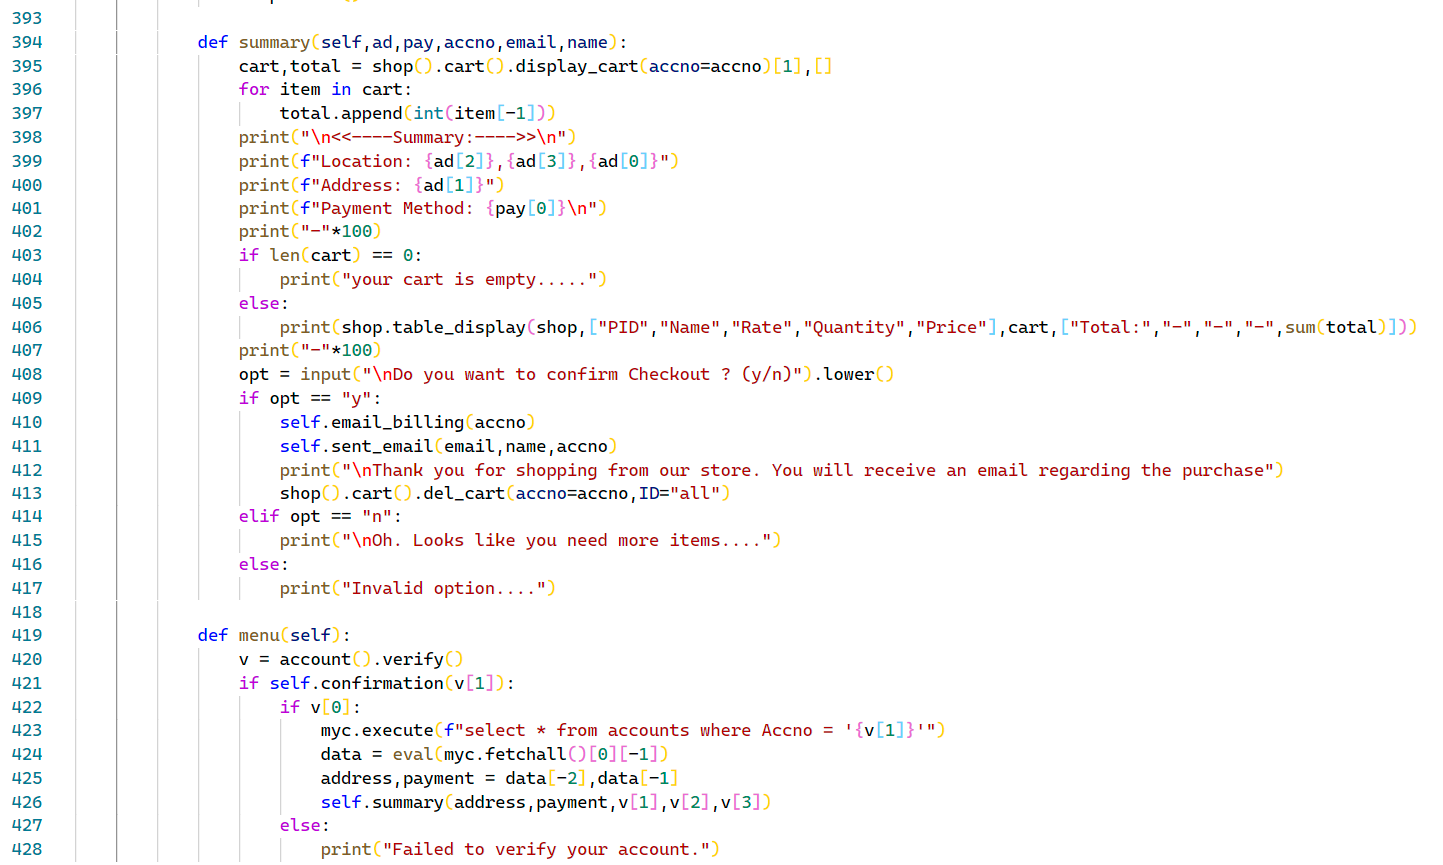 393
394 def summary(self,ad,pay,accno,email,name):
395 cart,total = shop().cart().display_cart(accno=accno)[1],[]
396 for item in cart:
397 total.append(int(item[-1]))
398 print("\n<<----Summary:---->>\n")
399 print(f"Location: {ad[2]},{ad[3]},{ad[0]}")
400 print(f"Address: {ad[1]}")
401 print(f"Payment Method: {pay[0]}\n")
402 print("-"*100)
403 if len(cart) == 0:
404 print("your cart is empty.....")
405 else:
406 print(shop.table_display(shop,["PID","Name","Rate","Quantity","Price"],cart,["Total:","-","-","-",sum(total)]))
407 print("-"*100)
408 opt = input("\nDo you want to confirm Checkout ? (y/n)").lower()
409 if opt == "y":
410 self.email_billing(accno)
411 self.sent_email(email,name,accno)
412 print("\nThank you for shopping from our store. You will receive an email regarding the purchase")
413 shop().cart().del_cart(accno=accno,ID="all")
414 elif opt == "n":
415 print("\nOh. Looks like you need more items....")
416 else:
417 print("Invalid option....")
418
419 def menu(self):
420 v = account().verify()
421 if self.confirmation(v[1]):
422 if v[0]:
423 myc.execute(f"select * from accounts where Accno = '{v[1]}'")
424 data = eval(myc.fetchall()[0][-1])
425 address,payment = data[-2],data[-1]
426 self.summary(address,payment,v[1],v[2],v[3])
427 else:
428 print("Failed to verify your account.")